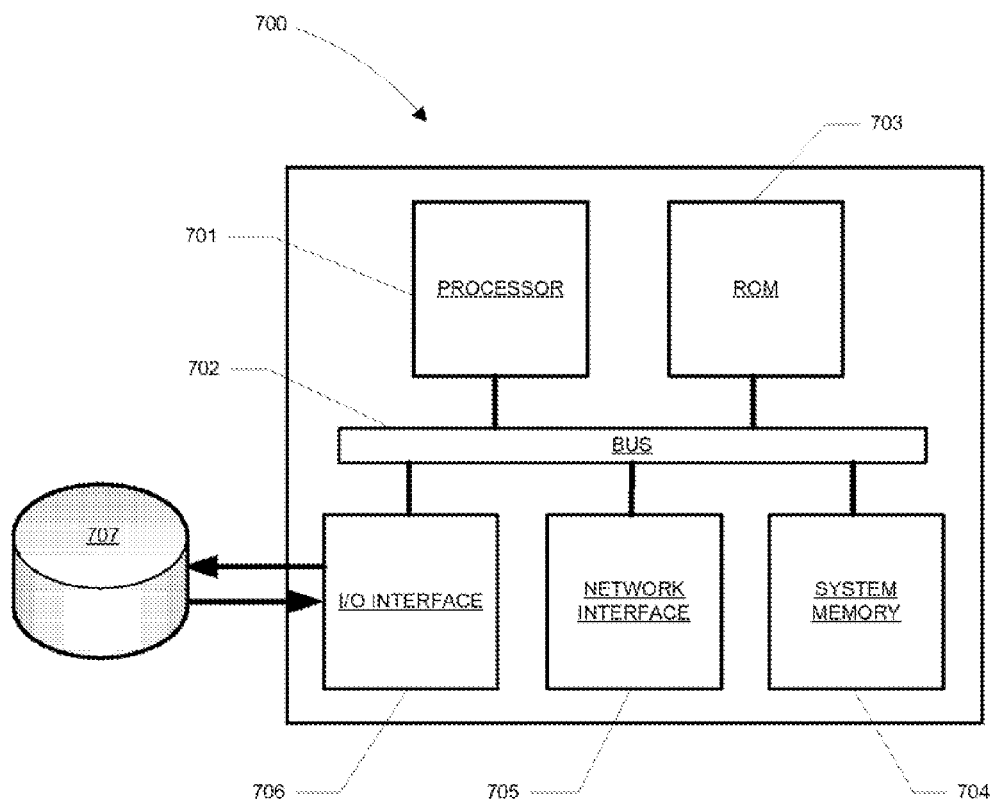 700
703
701
PROCESSOR
ROM
702
BUS
707
I/O INTERFACE
NETWORK
INTERFACE
SYSTEM
MEMORY
706
705
704